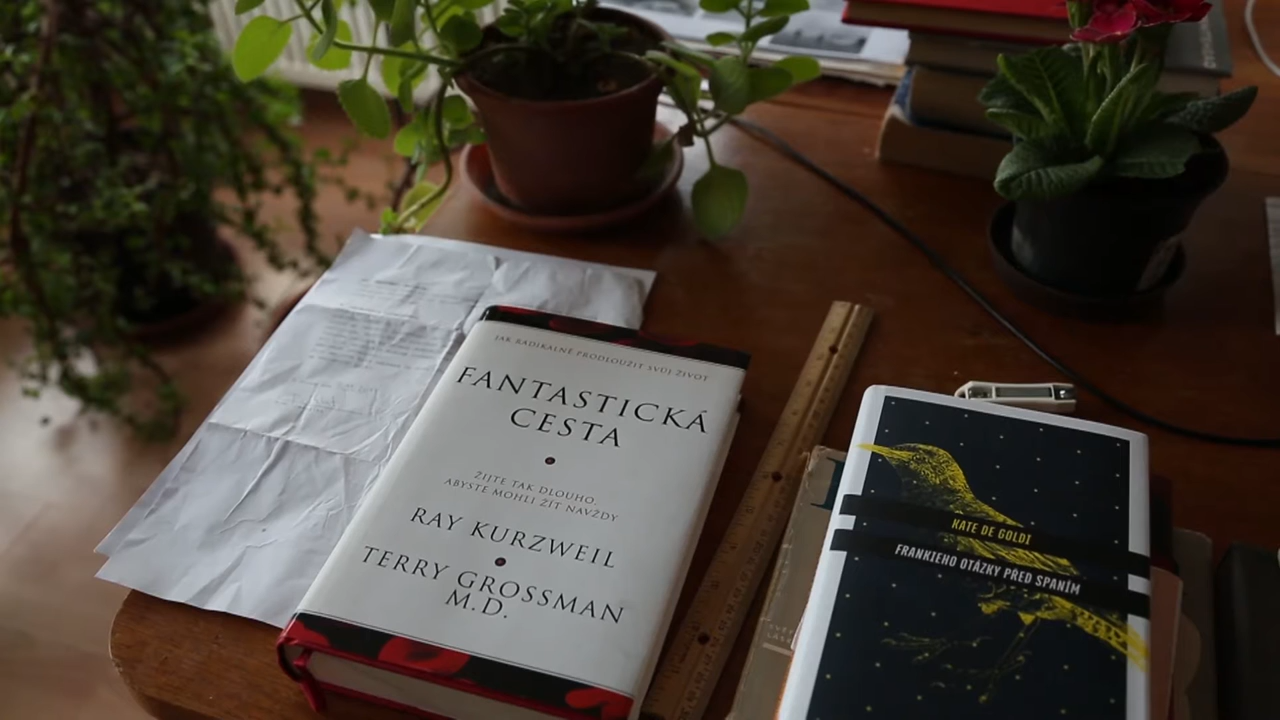 JAK RADIKÁLNĚ PRODLOUŽIT SVŮJ ŽIVOT
FANTASTICKÁ
CESTA
ŽIJTE TAK DLOUHO,
ABYSTE MOHLI ŽÍT NAVŽDY
RAY KURZWEIL
TERRY GROSSMAN
M.D.
KATE DE GOLDI
FRANKIEHO OTÁZKY PŘED SPANÍM